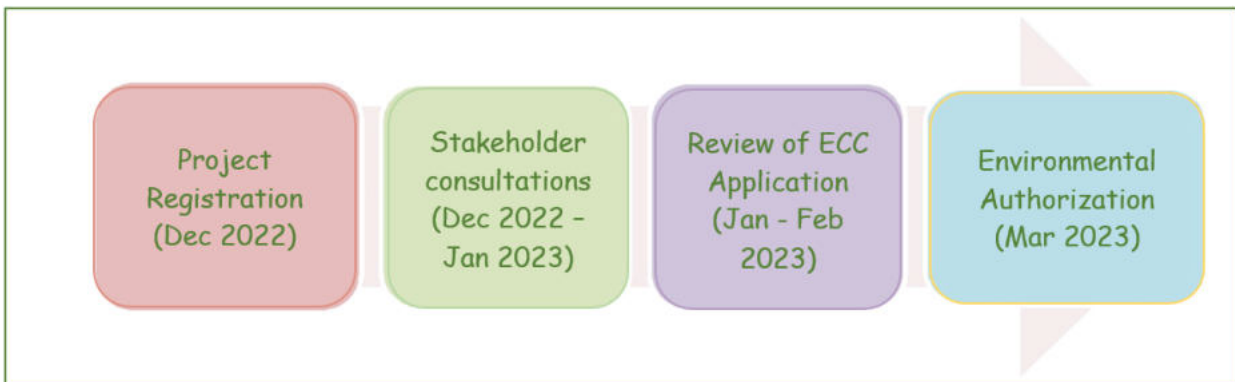 Project
Registration
(Dec 2022)
Stakeholder
consultations
(Dec 2022 –
Jan 2023)
Review of ECC
Application
(Jan - Feb
2023)
Environmental
Authorization
(Mar 2023)